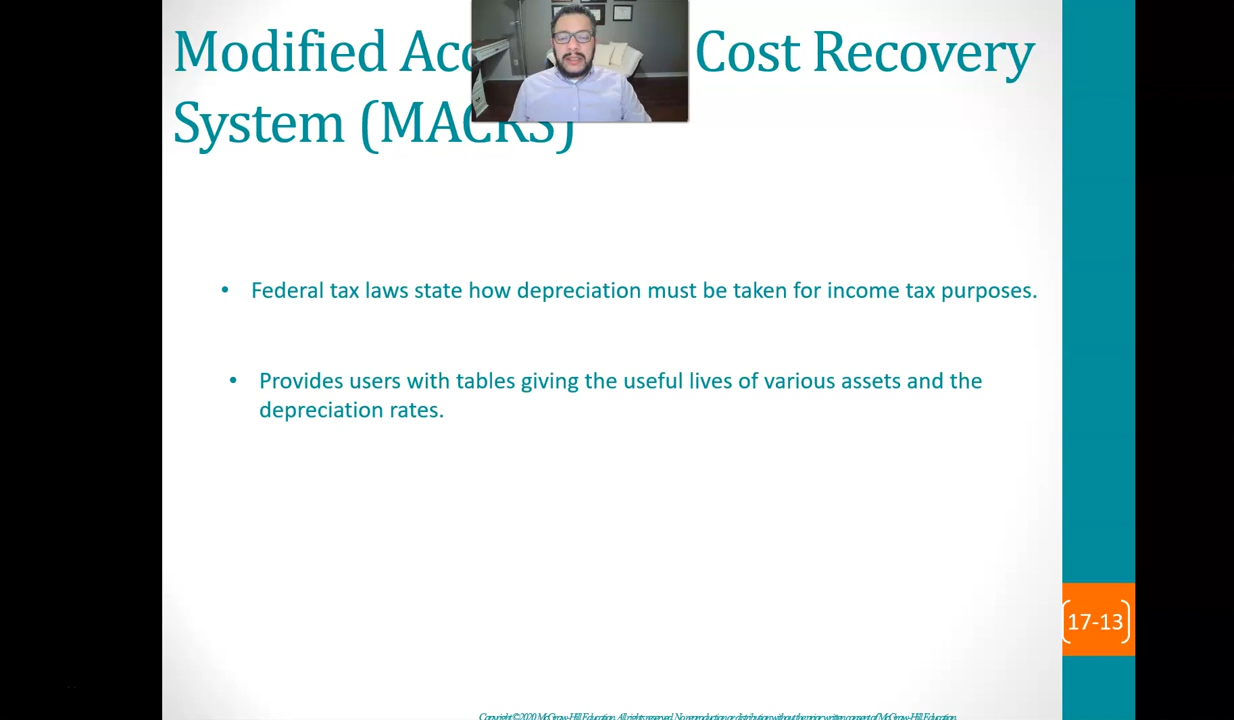 Modified Acc Cost Recovery
System (MACRS)
• Federal tax laws state how depreciation must be taken for income tax purposes.
• Provides users with tables giving the useful lives of various assets and the
depreciation rates.
17-13
Copyright ©2020 McGraw-Hill Education. All rights reserved. No reproduction or distribution without the prior written consent of McGraw-Hill Education.